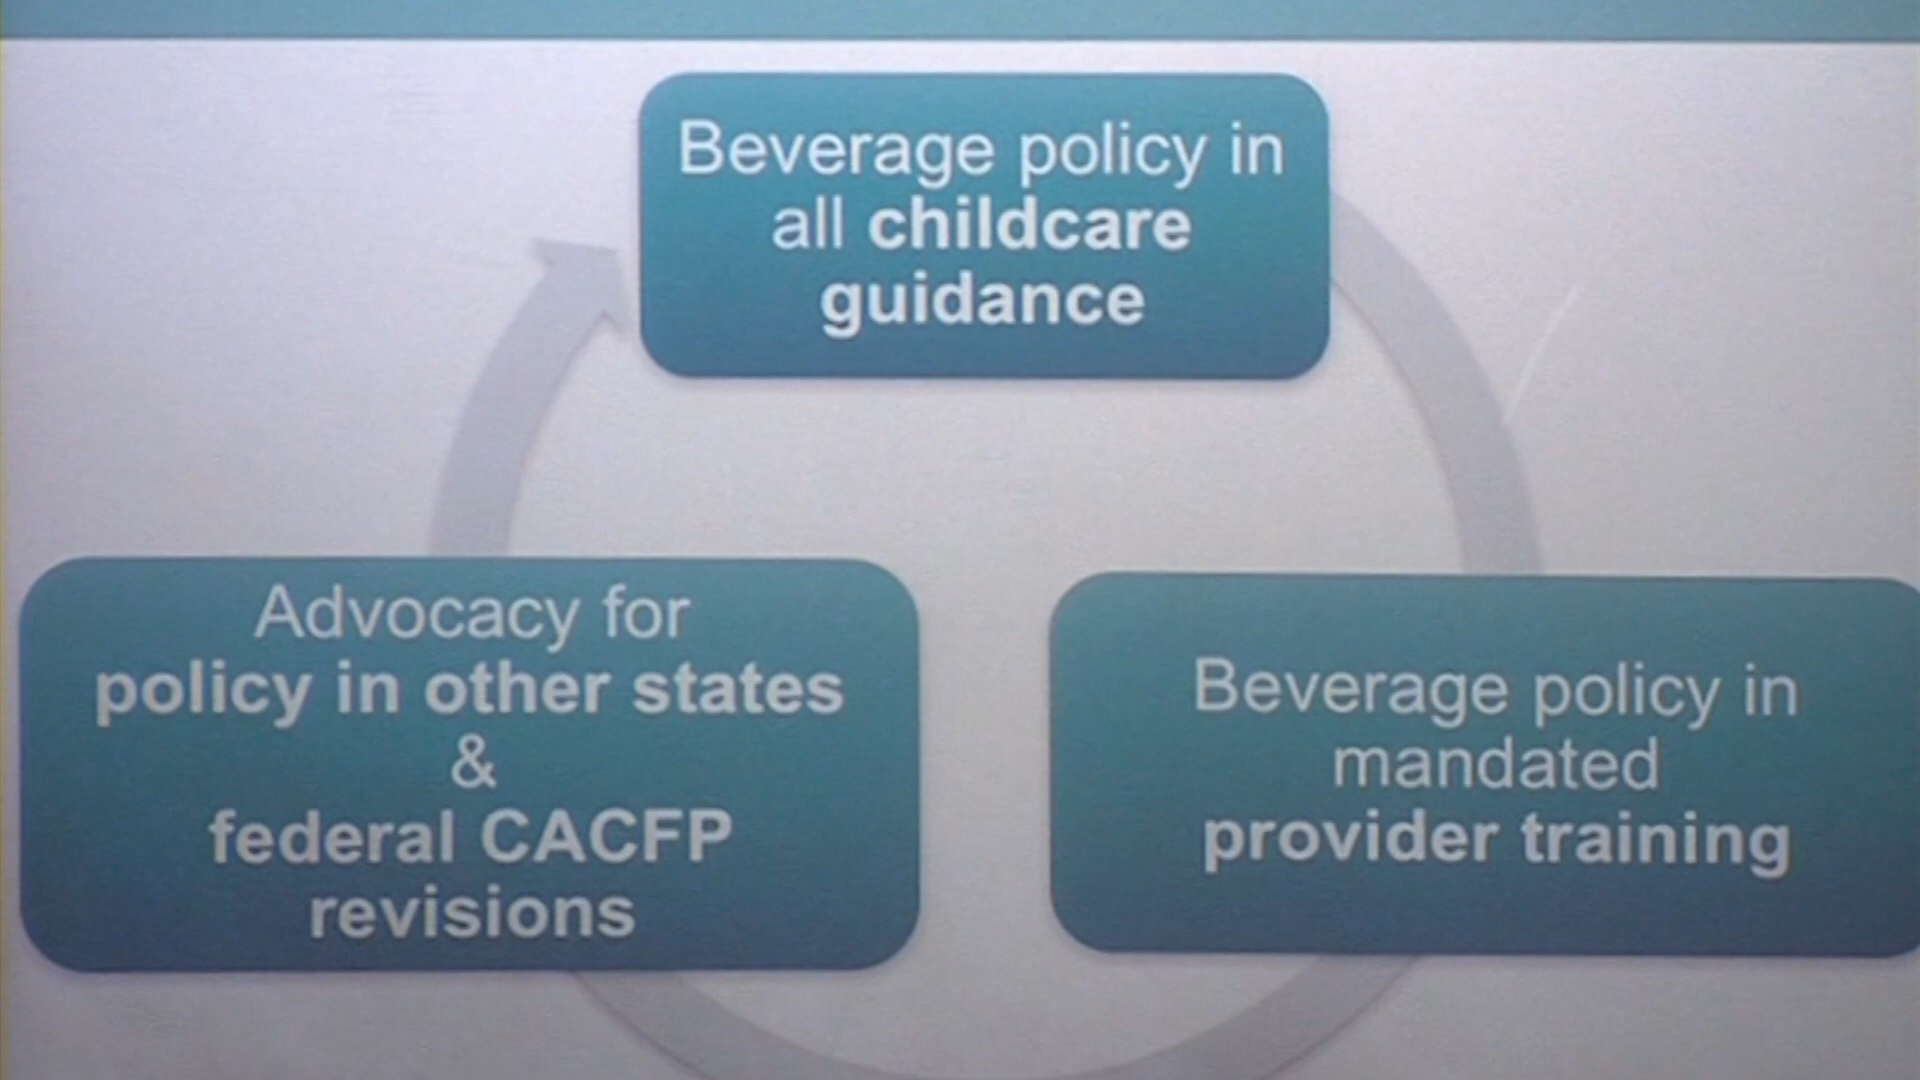 Beverage policy in
all childcare
guidance
Advocacy for
policy in other states
&
federal CACFP
revisions
Beverage policy in
mandated
provider training